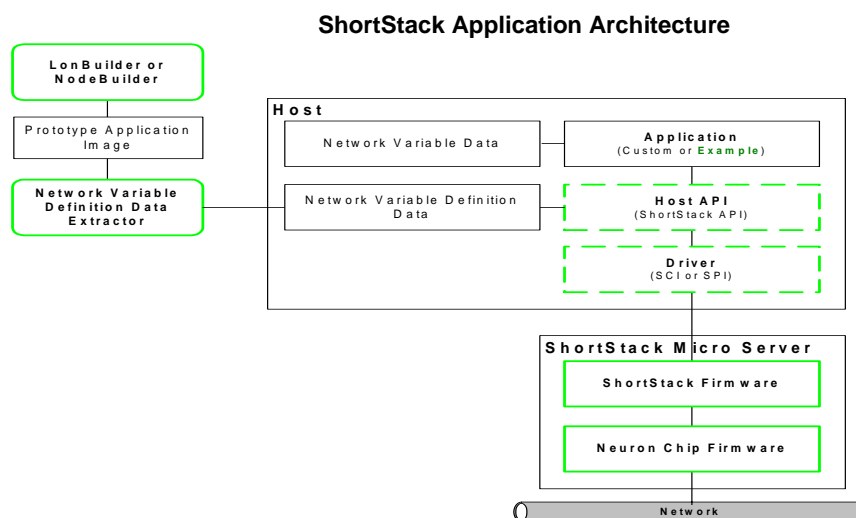 ShortStack Application Architecture
LonBuilder or
NodeBuilder
Prototype Application
Image
Network Variable
Definition Data
Extractor
Host
Network Variable Data
Application
(Custom or Example)
Network Variable Definition
Data
Host API
(ShortStack API)
Driver
(SCI or SPI)
ShortStack Micro Server
ShortStack Firmware
Neuron Chip Firmware
Network